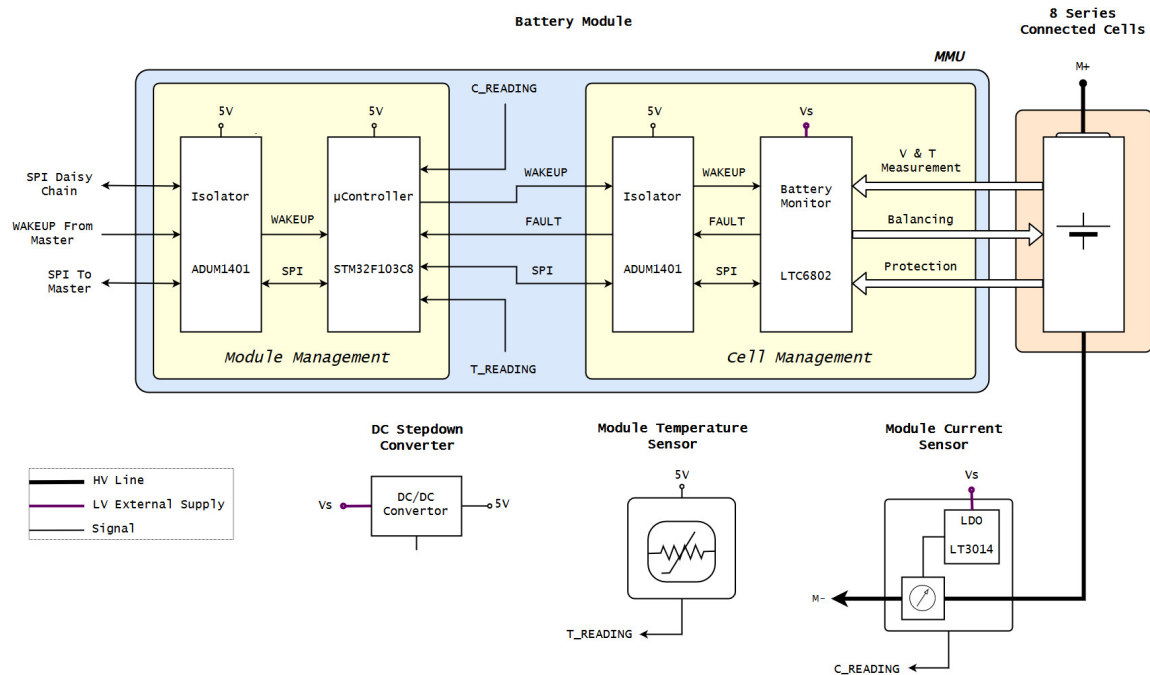 Battery Module
8 Series
Connected Cells
MMU
M+
C_READING
5V
5V
5V
Vs
SPI Daisy
Chain
WAKEUP From
Master
SPI To
Master
Isolator
ADUM1401
WAKEUP
SPI
µController
STM32F103C8
WAKEUP
FAULT
SPI
Isolator
ADUM1401
WAKEUP
FAULT
SPI
Battery
Monitor
LTC6802
V & T
Measurement
Balancing
Protection
Module Management
T_READING
Cell Management
DC Stepdown
Converter
Module Temperature
Sensor
Module Current
Sensor
HV Line
LV External Supply
Signal
Vs
DC/DC
Convertor
5V
5V
T_READING
Vs
LDO
LT3014
M-
C_READING